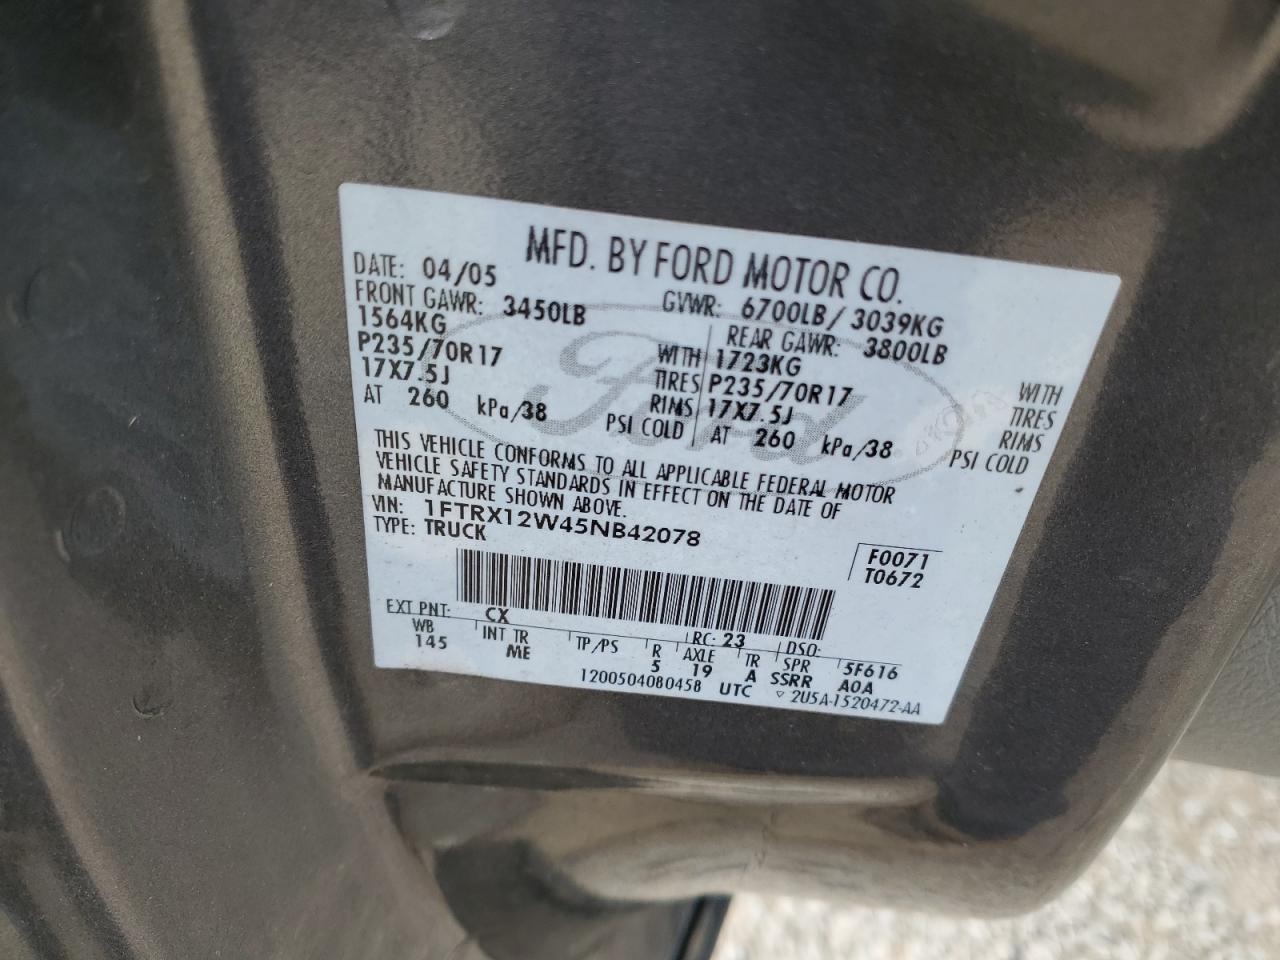 MFD. BY FORD MOTOR CO.
DATE: 04/05 GVWR: 6700LB/ 3039KG
FRONT GAWR: 3450LB REAR GAWR: 3800LB
1564KG WITH 1723KG WITH
P235/70R17 TIRES P235/70R17 TIRES
17X7.5J RIMS 17X7.5J RIMS
AT 260 kPa/38 PSI COLD AT 260 kPa/38 PSI COLD
Ford
THIS VEHICLE CONFORMS TO ALL APPLICABLE FEDERAL MOTOR
VEHICLE SAFETY STANDARDS IN EFFECT ON THE DATE OF
MANUFACTURE SHOWN ABOVE.
VIN: 1FTRX12W45NB42078
TYPE: TRUCK
F0071
T0672
EXT PNT: CX RC: 23 DSO:
WB INT TR TP/PS R AXLE TR SPR 5F616
145 ME 5 19 A SSRR A0A
1200504080458 UTC ▽ 2U5A-1520472-AA